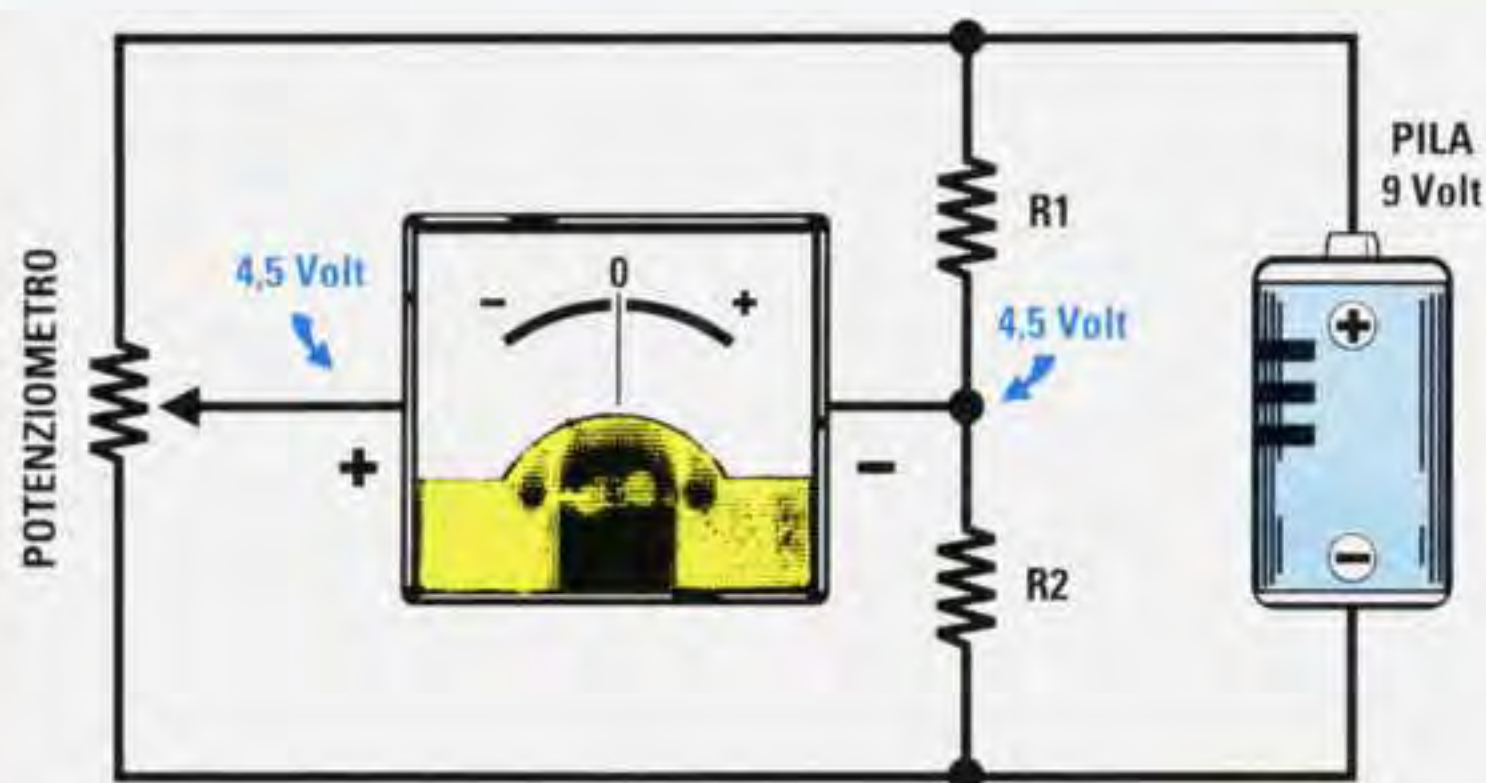 PILA
9 Volt
R1
4,5 Volt
- 0 +
4,5 Volt
+
POTENZIOMETRO
+
-
R2
-